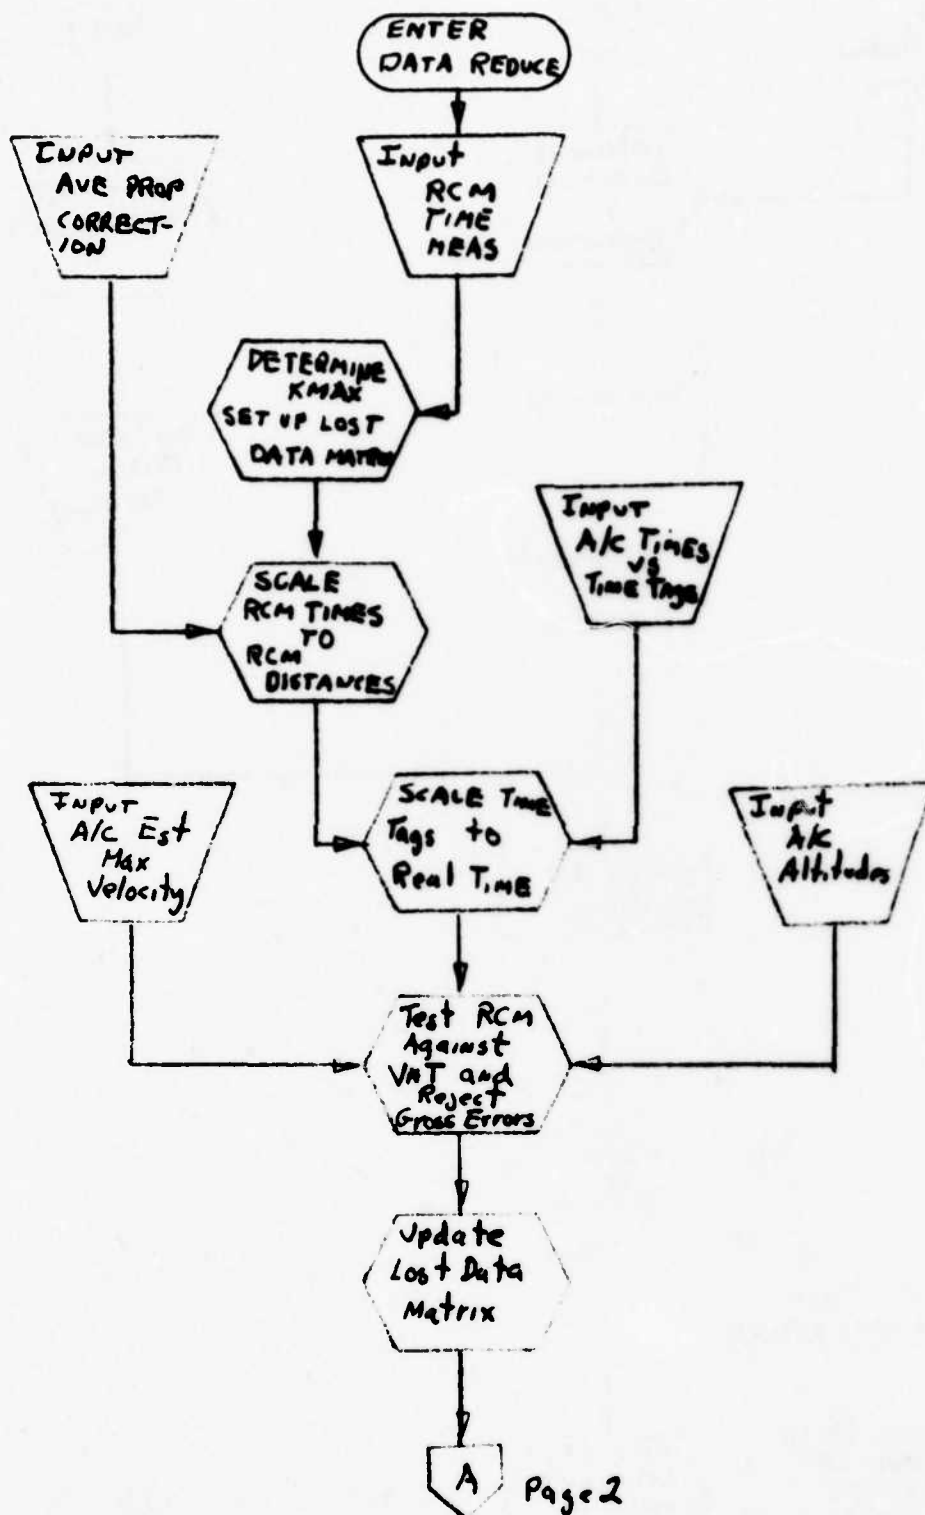 ENTER
DATA REDUCE
INPUT
AVE PROP
CORRECT-
ION
INPUT
RCM
TIME
MEAS
DETERMINE
KMAX
SET UP LOST
DATA MATRIX
INPUT
A/C TIMES
VS
TIME TAGS
SCALE
RCM TIMES
TO
RCM
DISTANCES
INPUT
A/C Est
Max
Velocity
SCALE TIME
Tags to
Real TIME
INput
A/C
Altitudes
Test RCM
Against
VMT and
Reject
Gross Errors
Update
Lost Data
Matrix
A
Page 2